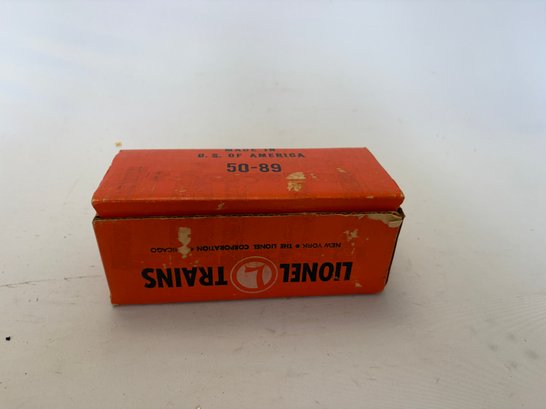 MADE IN
U. S. OF AMERICA
50-89
LIONEL L TRAINS
NEW YORK • THE LIONEL CORPORATION • CHICAGO